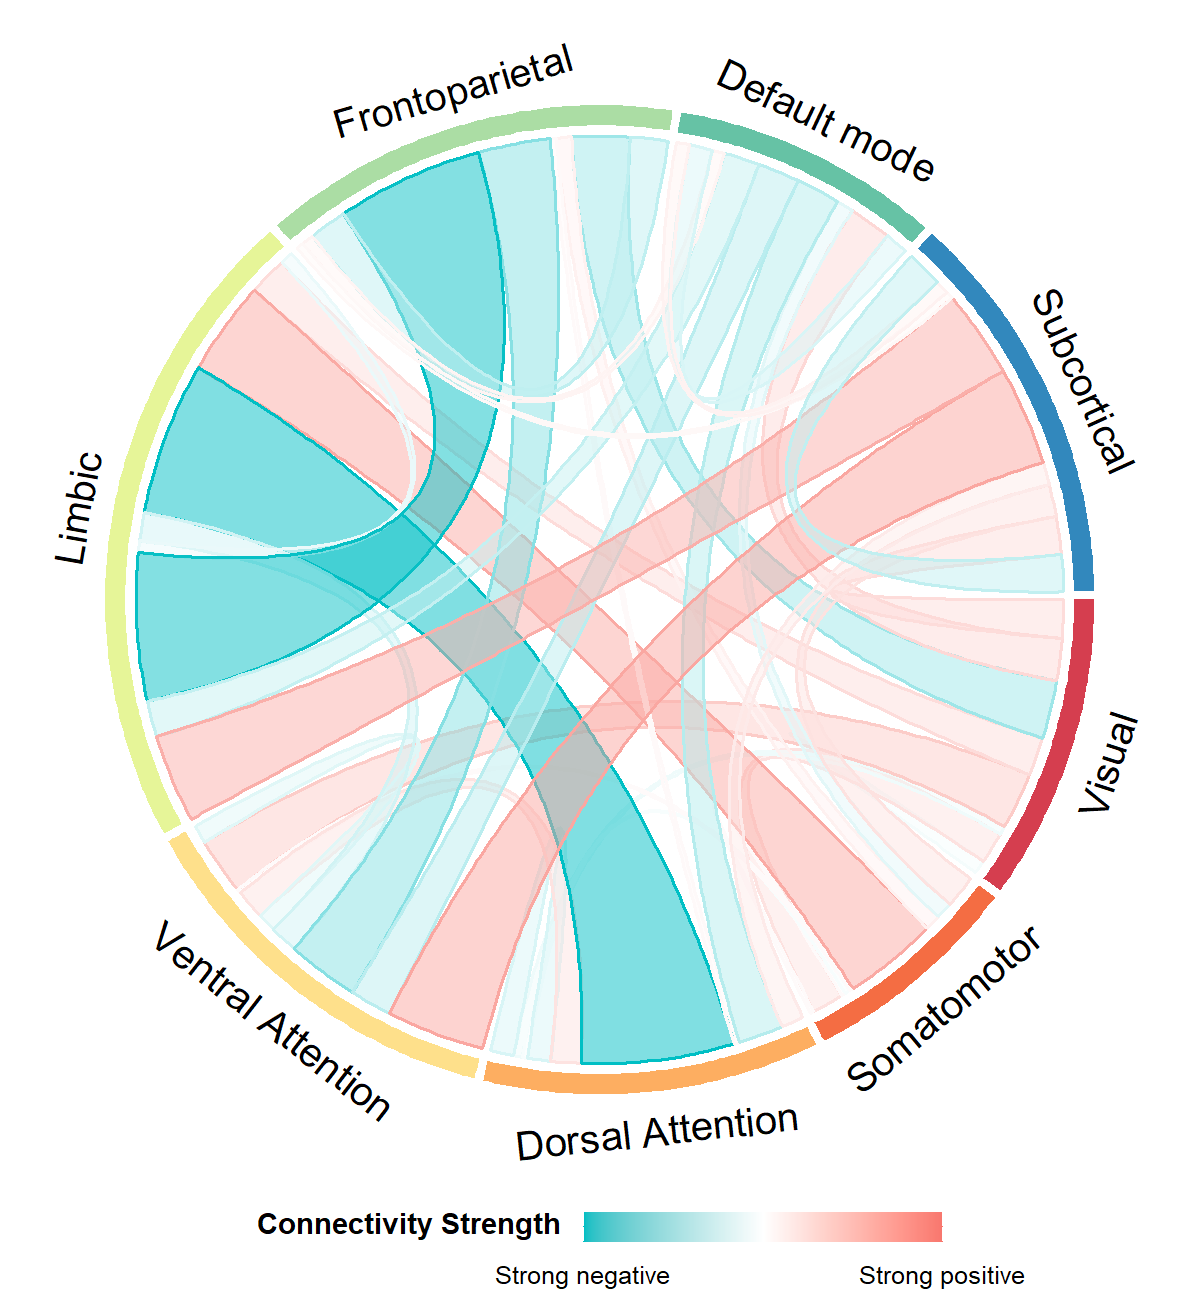 Frontoparietal
Default mode
Subcortical
Limbic
Visual
Ventral Attention
Somatomotor
Dorsal Attention
Connectivity Strength
Strong negative
Strong positive